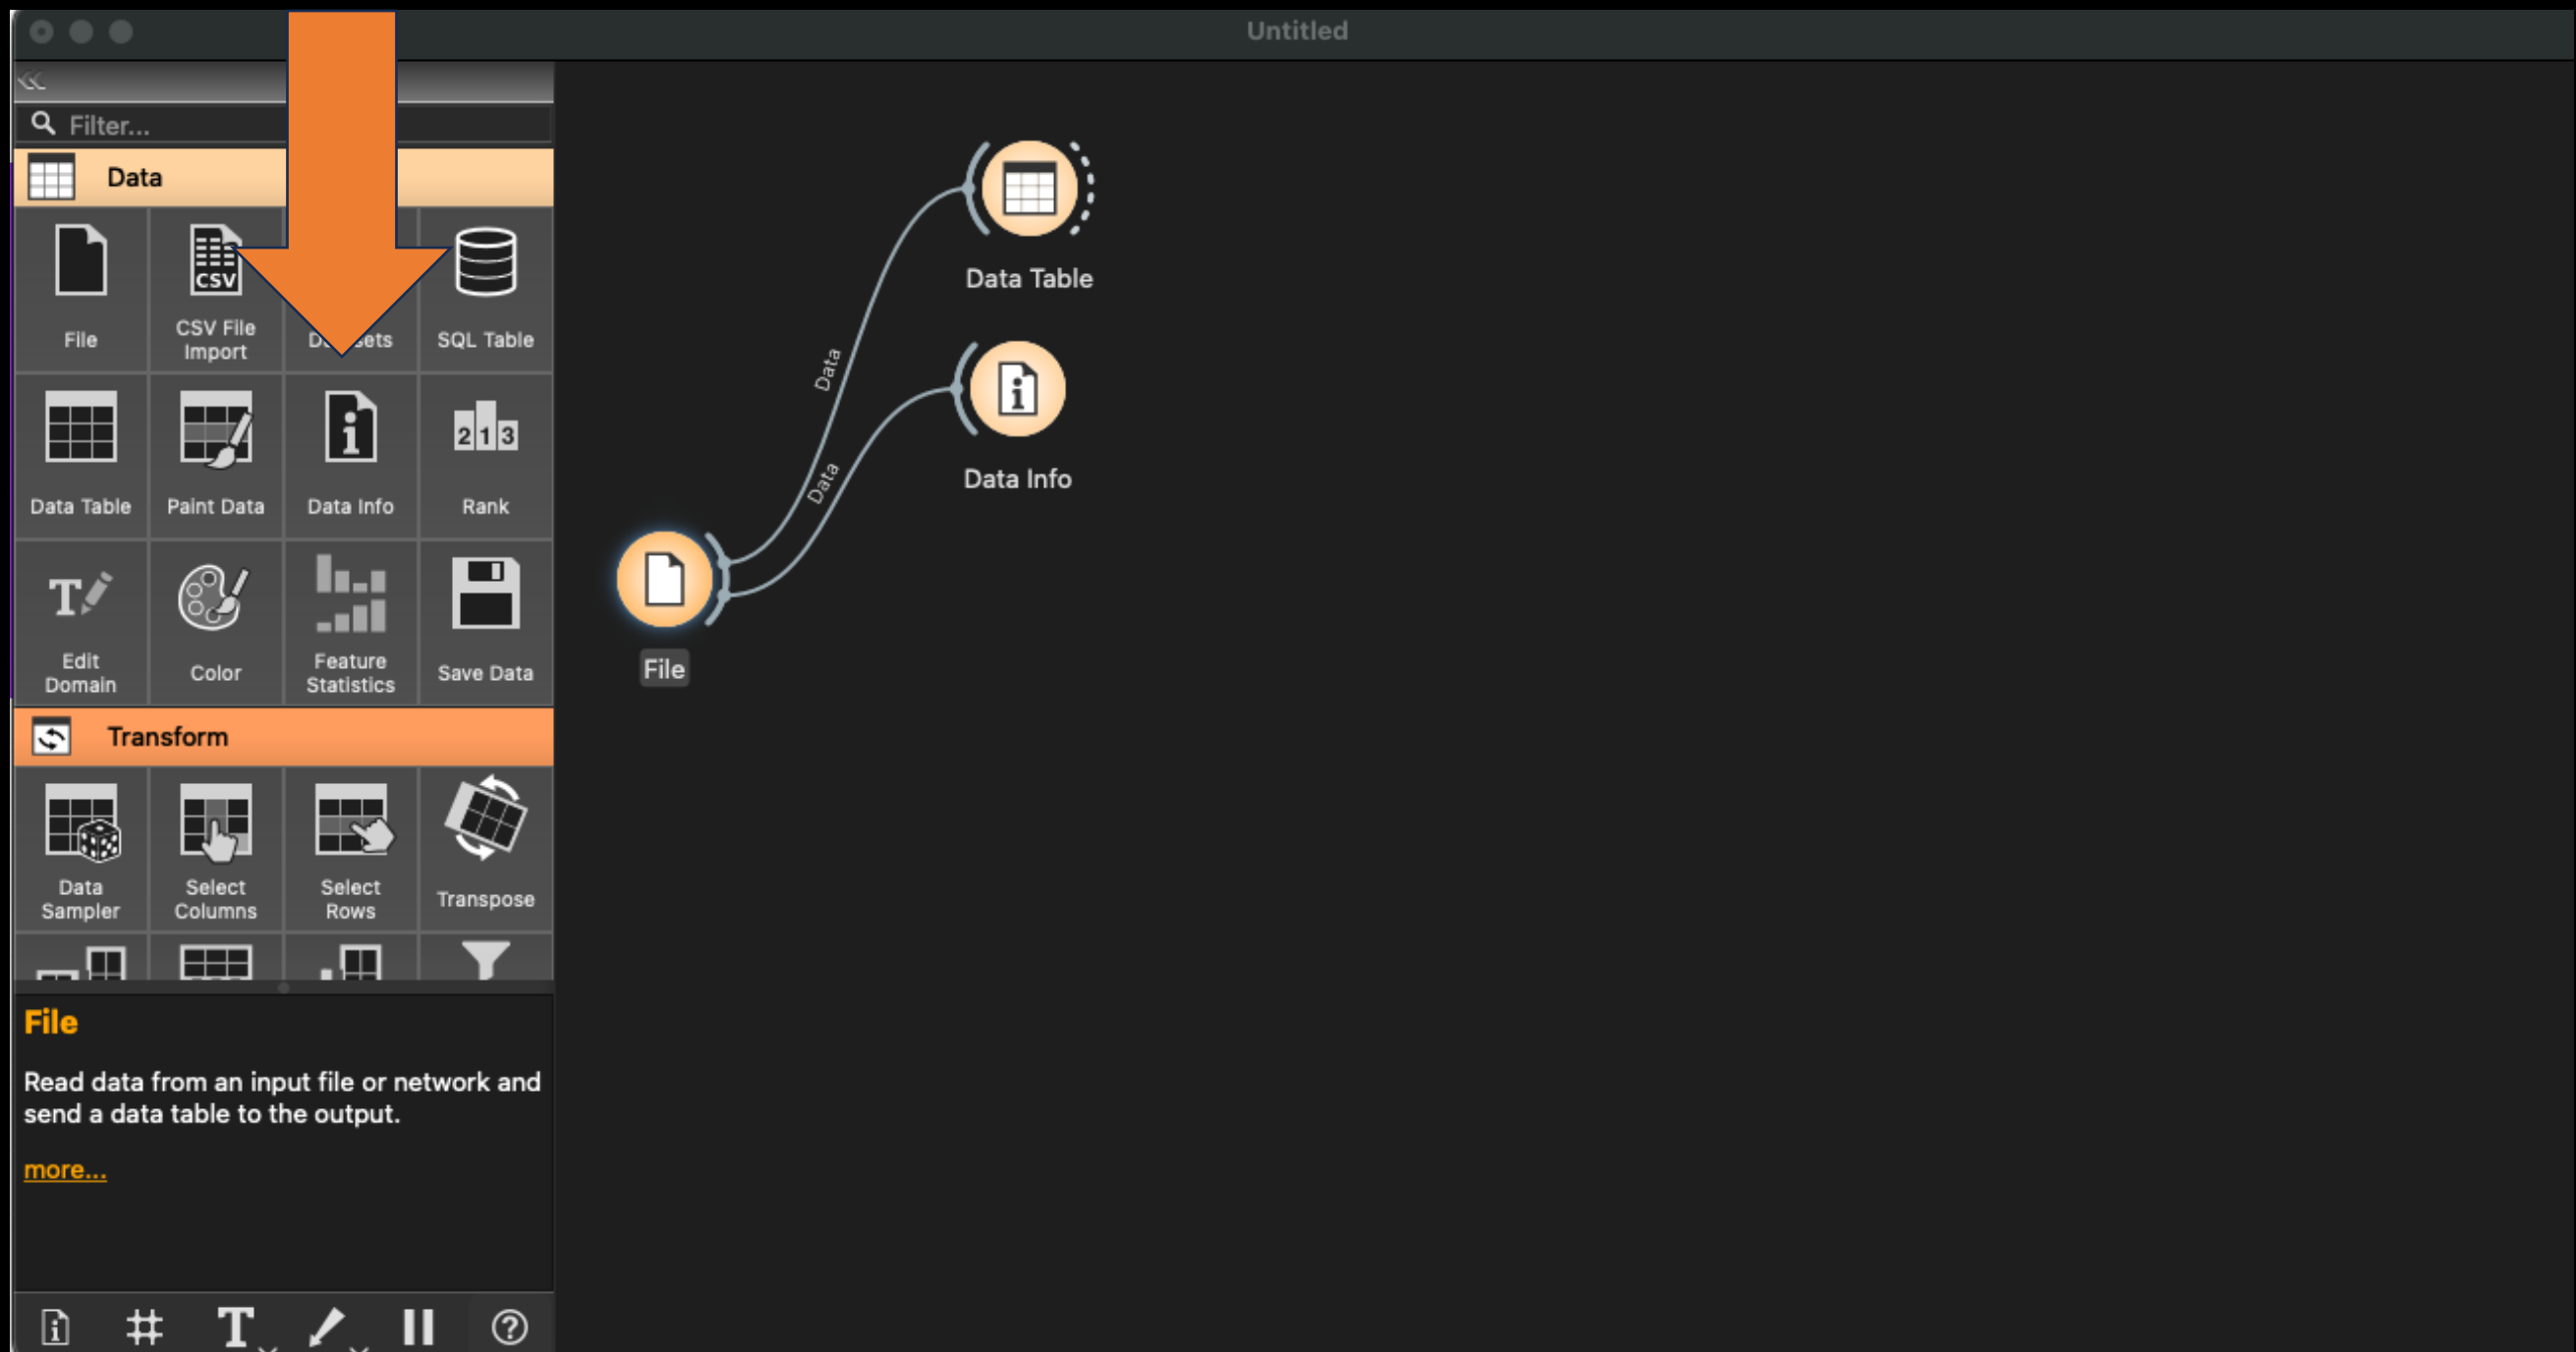 Untitled
Filter...
Data
CSV
File
CSV File
Import
SQL Table
213
Data Table
Paint Data
Data Info
Rank
T
Edit
Domain
Color
Feature
Statistics
Save Data
Transform
Data
Sampler
Select
Columns
Select
Rows
Transpose
File
Read data from an input file or network and
send a data table to the output.
more...
Data Table
Data
Data
Data Info
File